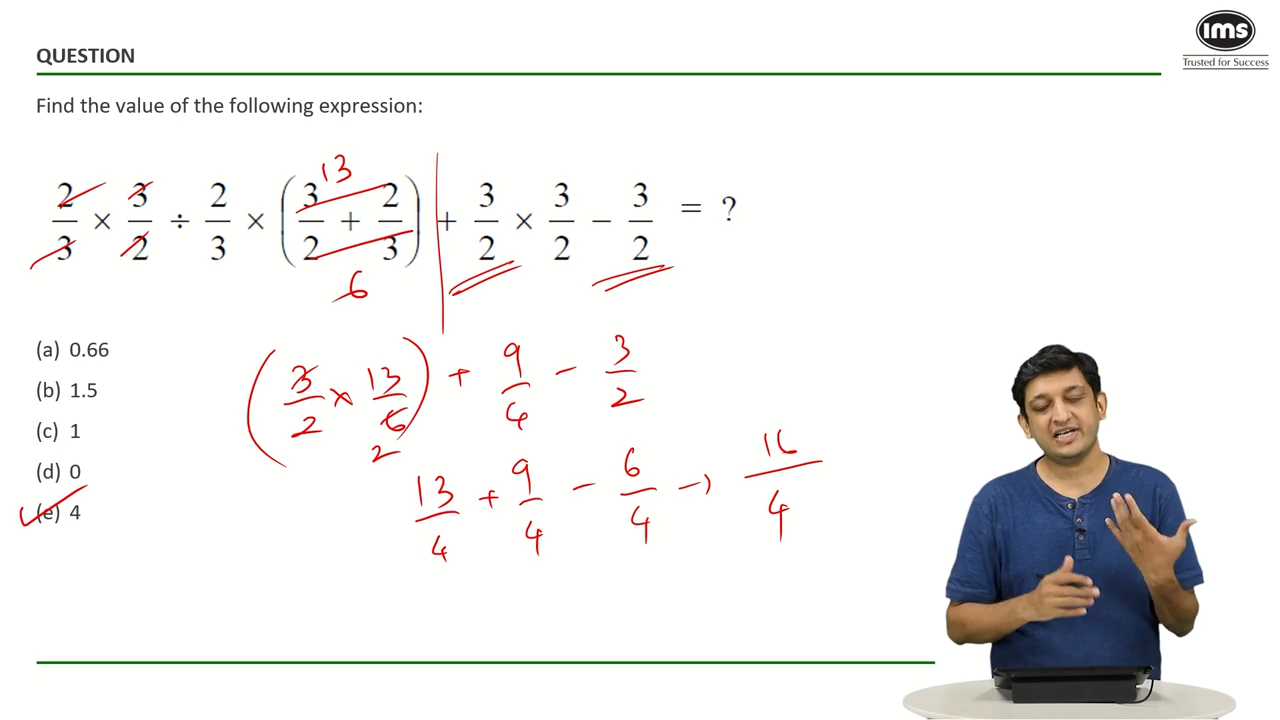 ims
Trusted for Success
QUESTION
Find the value of the following expression:
13
2/3 × 3/2 ÷ 2/3 × (3/2 + 2/3) + 3/2 × 3/2 − 3/2 = ?
6
(a) 0.66
(b) 1.5
(c) 1
(d) 0
(e) 4
(3/2 × 13/6) + 9/4 − 3/2
2
13/4 + 9/4 − 6/4 → 16/4